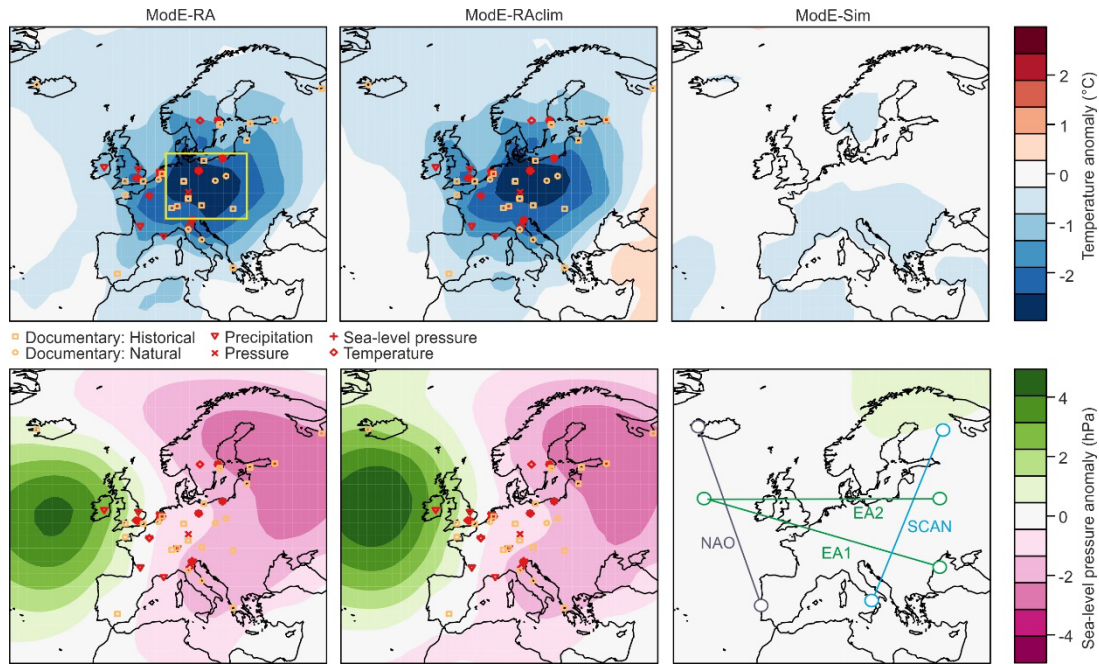 ModE-RA
ModE-RAclim
ModE-Sim
2
1
0
-1
-2
Temperature anomaly (°C)
Documentary: Historical
Precipitation
Sea-level pressure
Documentary: Natural
Pressure
Temperature
NAO
EA2
EA1
SCAN
4
2
0
-2
-4
Sea-level pressure anomaly (hPa)